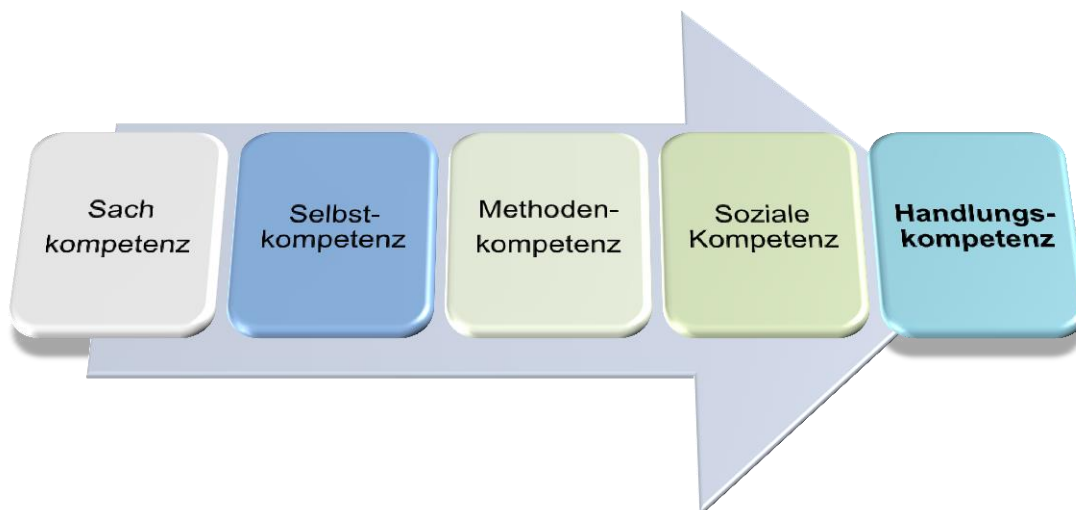 Sach
kompetenz
Selbst-
kompetenz
Methoden-
kompetenz
Soziale
Kompetenz
Handlungs-
kompetenz